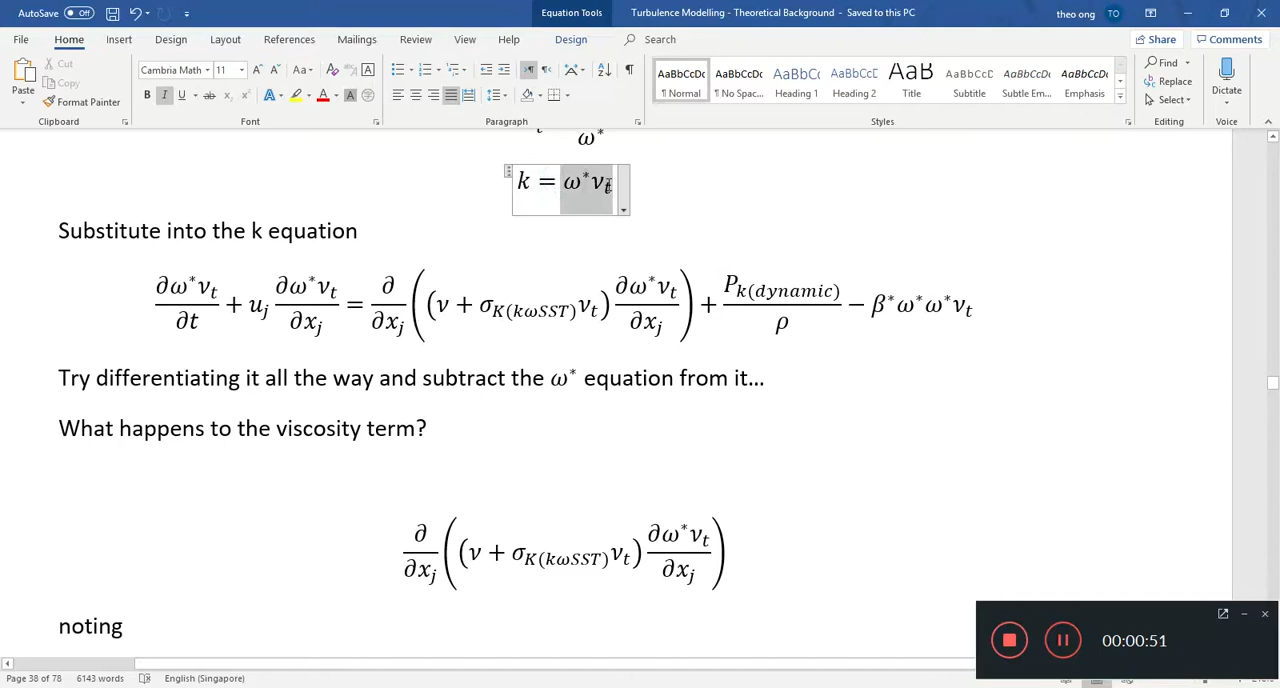 AutoSave Off Equation Tools Turbulence Modelling - Theoretical Background - Saved to this PC theo ong TO
File Home Insert Design Layout References Mailings Review View Help Design Search Share Comments
Paste Cut Copy Format Painter
Cambria Math 11
AaBbCcDc AaBbCcDc AaBbCc AaBbCcD AaB AaBbCcD AaBbCcDc AaBbCcDc
¶ Normal ¶ No Spac... Heading 1 Heading 2 Title Subtitle Subtle Em... Emphasis
Find Replace Select Dictate
Clipboard Font Paragraph Styles Editing Voice
ω*
k = ω*ν_t
Substitute into the k equation
∂ω*ν_t/∂t + u_j ∂ω*ν_t/∂x_j = ∂/∂x_j ((ν + σ_K(kωSST) ν_t) ∂ω*ν_t/∂x_j) + P_k(dynamic)/ρ − β*ω*ω*ν_t
Try differentiating it all the way and subtract the ω* equation from it...
What happens to the viscosity term?
∂/∂x_j ((ν + σ_K(kωSST) ν_t) ∂ω*ν_t/∂x_j)
noting
00:00:51
Page 38 of 78 6143 words English (Singapore)